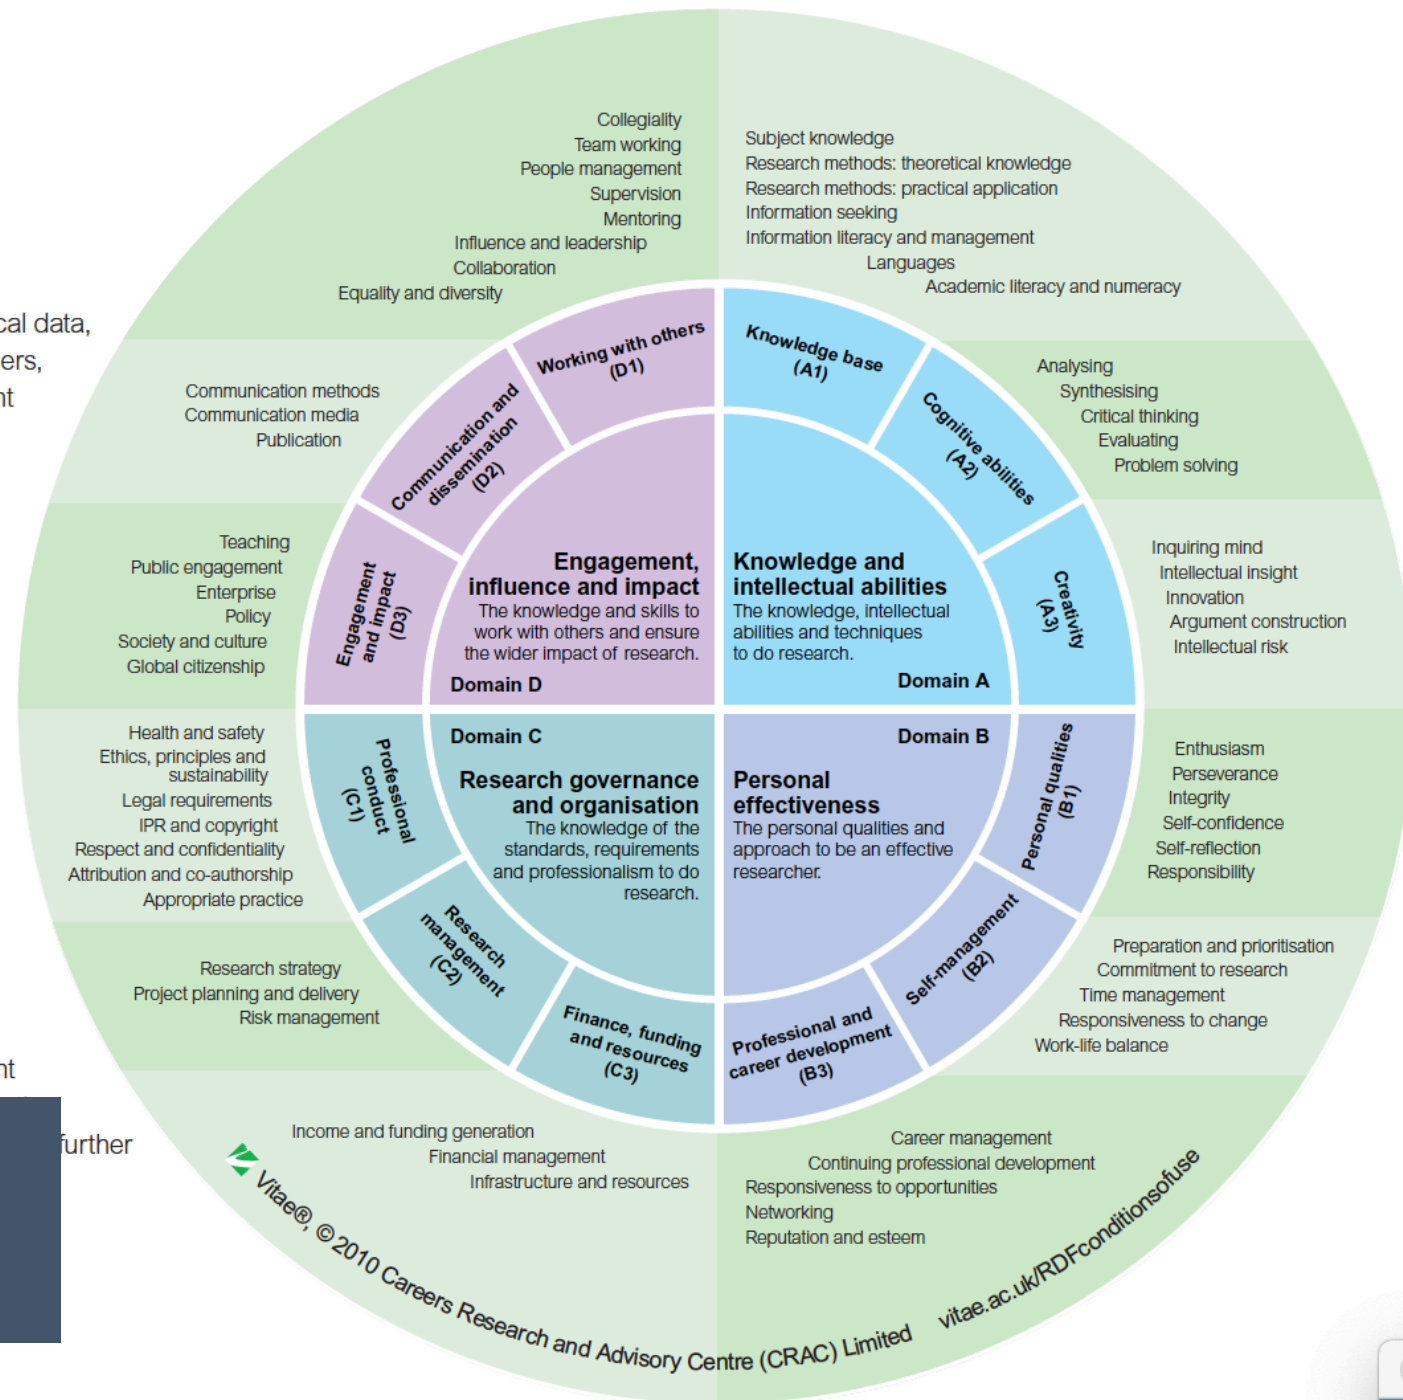 cal data,
ers,
nt
nt
further
Collegiality
Team working
People management
Supervision
Mentoring
Influence and leadership
Collaboration
Equality and diversity
Subject knowledge
Research methods: theoretical knowledge
Research methods: practical application
Information seeking
Information literacy and management
Languages
Academic literacy and numeracy
Working with others
(D1)
Knowledge base
(A1)
Communication methods
Communication media
Publication
Communication and
dissemination
(D2)
Cognitive abilities
(A2)
Analysing
Synthesising
Critical thinking
Evaluating
Problem solving
Teaching
Public engagement
Enterprise
Policy
Society and culture
Global citizenship
Engagement
and impact
(D3)
Engagement,
influence and impact
The knowledge and skills to
work with others and ensure
the wider impact of research.
Domain D
Knowledge and
intellectual abilities
The knowledge, intellectual
abilities and techniques
to do research.
Domain A
Creativity
(A3)
Inquiring mind
Intellectual insight
Innovation
Argument construction
Intellectual risk
Health and safety
Ethics, principles and
sustainability
Legal requirements
IPR and copyright
Respect and confidentiality
Attribution and co-authorship
Appropriate practice
Professional
conduct
(C1)
Domain C
Research governance
and organisation
The knowledge of the
standards, requirements
and professionalism to do
research.
Domain B
Personal
effectiveness
The personal qualities and
approach to be an effective
researcher.
Personal qualities
(B1)
Enthusiasm
Perseverance
Integrity
Self-confidence
Self-reflection
Responsibility
Research strategy
Project planning and delivery
Risk management
Research
management
(C2)
Self-management
(B2)
Preparation and prioritisation
Commitment to research
Time management
Responsiveness to change
Work-life balance
Finance, funding
and resources
(C3)
Professional and
career development
(B3)
Income and funding generation
Financial management
Infrastructure and resources
Career management
Continuing professional development
Responsiveness to opportunities
Networking
Reputation and esteem
Vitae®, © 2010 Careers Research and Advisory Centre (CRAC) Limited vitae.ac.uk/RDFconditionsofuse